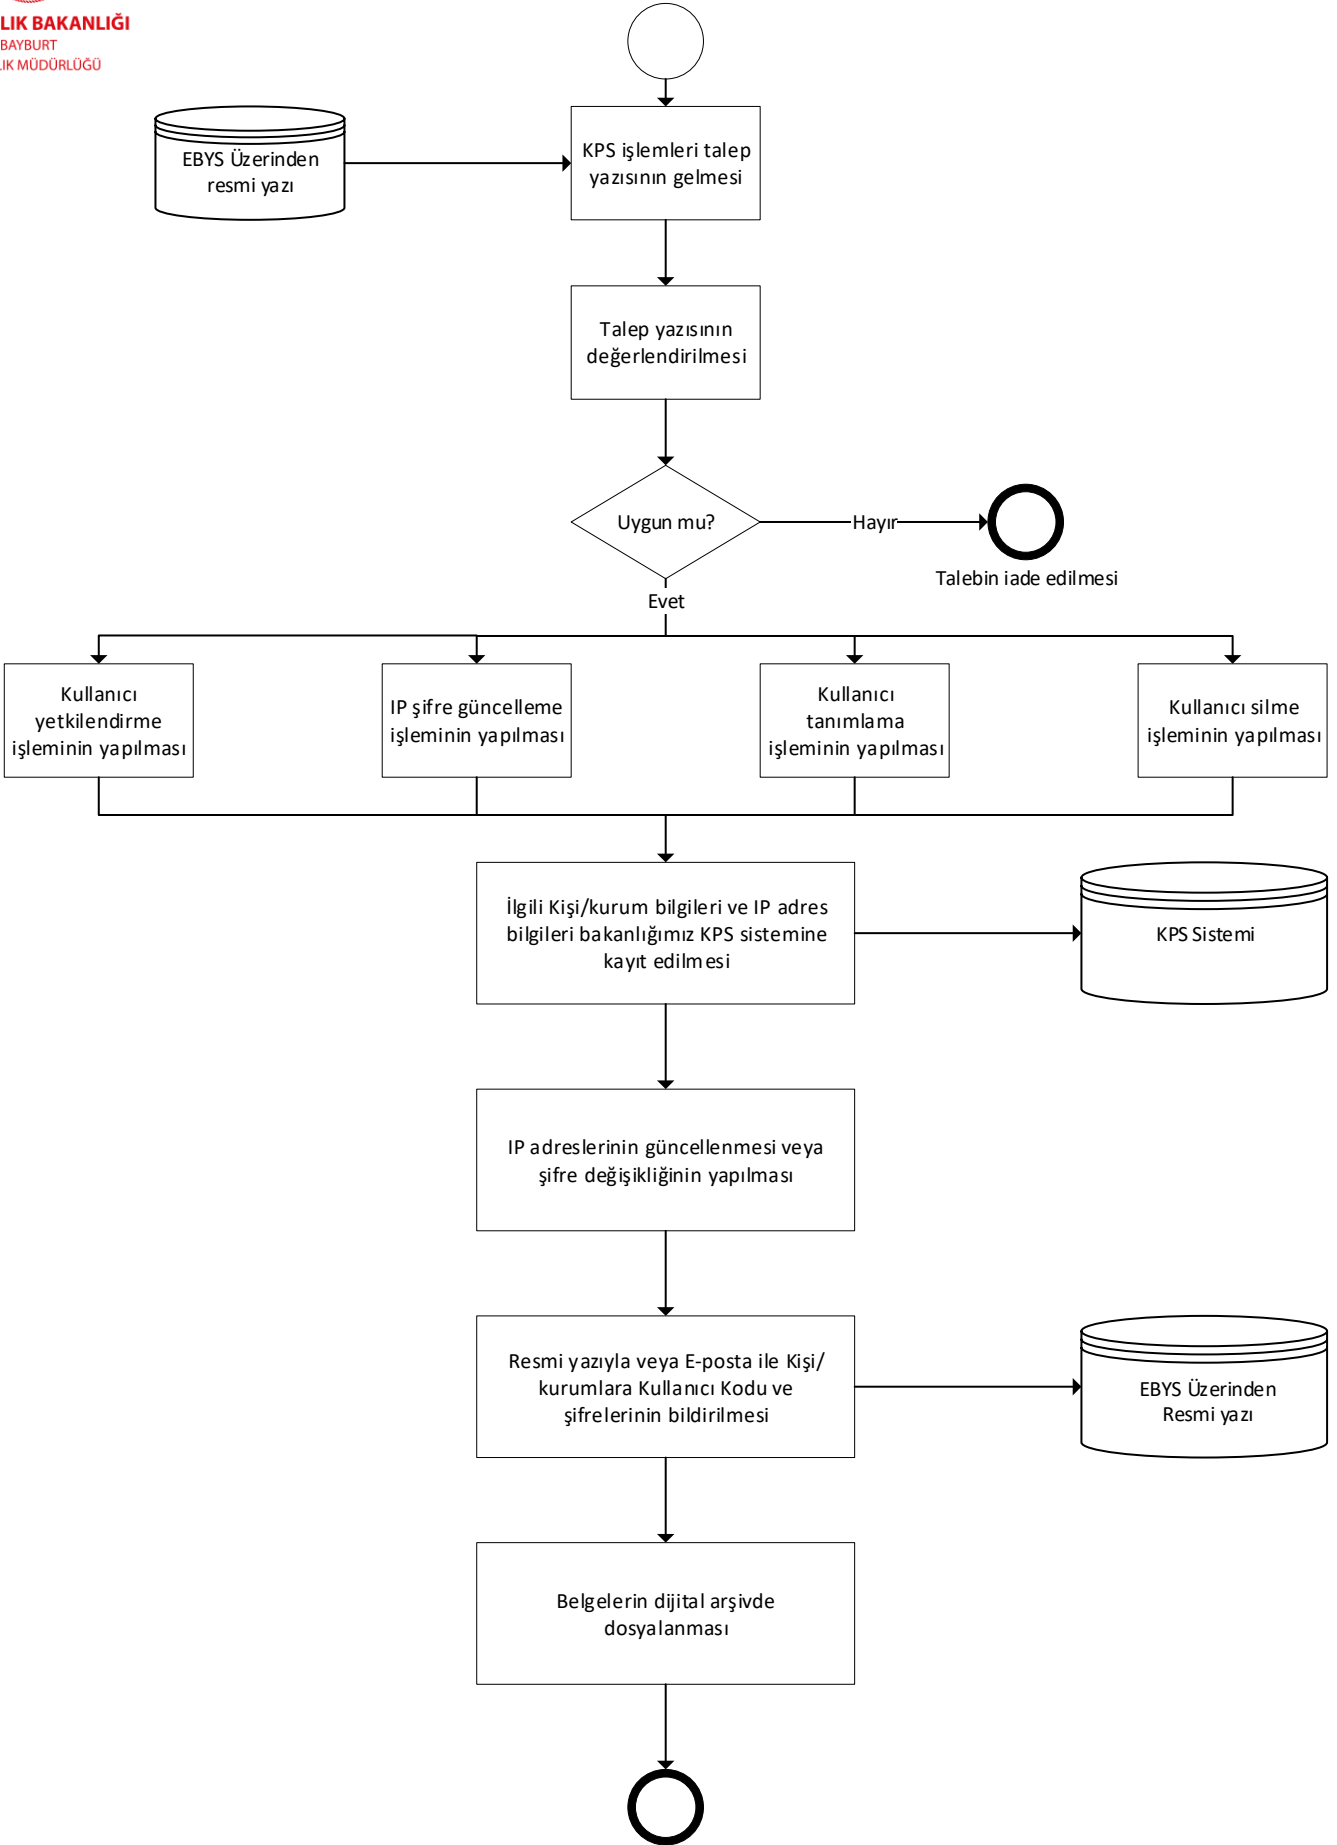 LIK BAKANLIĞI
BAYBURT
LIK MÜDÜRLÜĞÜ
EBYS Üzerinden
resmi yazı
KPS işlemleri talep
yazısının gelmesi
Talep yazısının
değerlendirilmesi
Uygun mu?
Hayır
Talebin iade edilmesi
Evet
Kullanıcı
yetkilendirme
işleminin yapılması
IP şifre güncelleme
işleminin yapılması
Kullanıcı
tanımlama
işleminin yapılması
Kullanıcı silme
işleminin yapılması
İlgili Kişi/kurum bilgileri ve IP adres
bilgileri bakanlığımız KPS sistemine
kayıt edilmesi
KPS Sistemi
IP adreslerinin güncellenmesi veya
şifre değişikliğinin yapılması
Resmi yazıyla veya E-posta ile Kişi/
kurumlara Kullanıcı Kodu ve
şifrelerinin bildirilmesi
EBYS Üzerinden
Resmi yazı
Belgelerin dijital arşivde
dosyalanması